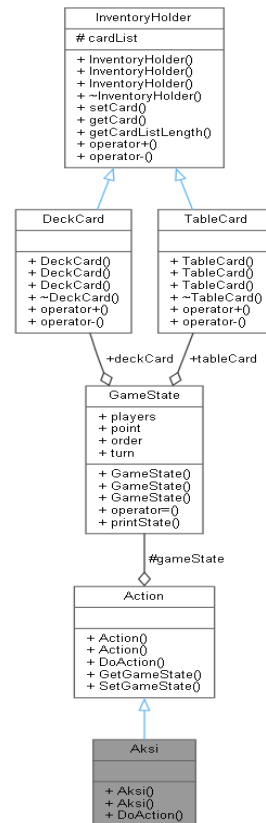 InventoryHolder
# cardList
+ InventoryHolder()
+ InventoryHolder()
+ InventoryHolder()
+ ~InventoryHolder()
+ setCard()
+ getCard()
+ getCardListLength()
+ operator+()
+ operator-()
DeckCard
+ DeckCard()
+ DeckCard()
+ DeckCard()
+ ~DeckCard()
+ operator+()
+ operator-()
TableCard
+ TableCard()
+ TableCard()
+ TableCard()
+ ~TableCard()
+ operator+()
+ operator-()
+deckCard
+tableCard
GameState
+ players
+ point
+ order
+ turn
+ GameState()
+ GameState()
+ GameState()
+ operator=()
+ printState()
#gameState
Action
+ Action()
+ Action()
+ DoAction()
+ GetGameState()
+ SetGameState()
Aksi
+ Aksi()
+ Aksi()
+ DoAction()